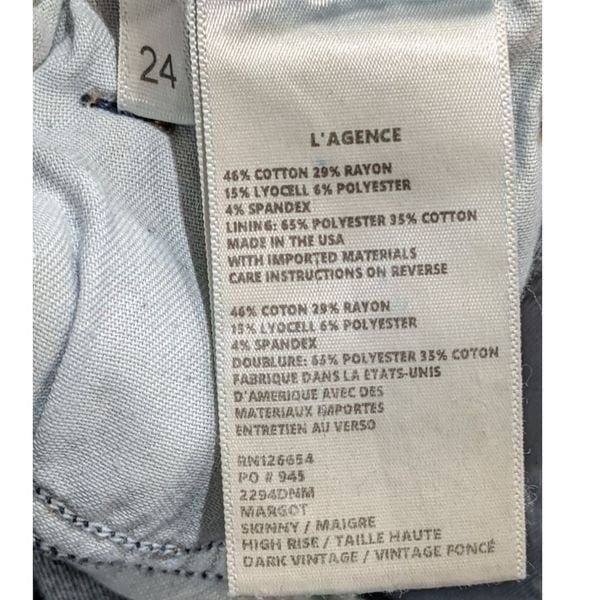 24
L'AGENCE
46% COTTON 29% RAYON
15% LYOCELL 6% POLYESTER
4% SPANDEX
LINING: 65% POLYESTER 35% COTTON
MADE IN THE USA
WITH IMPORTED MATERIALS
CARE INSTRUCTIONS ON REVERSE
46% COTON 29% RAYON
15% LYOCELL 6% POLYESTER
4% SPANDEX
DOUBLURE: 65% POLYESTER 35% COTON
FABRIQUE DANS LA ETATS-UNIS
D'AMERIQUE AVEC DES
MATERIAUX IMPORTES
ENTRETIEN AU VERSO
RN126654
PO # 945
2294DNM
MARGOT
SKINNY / MAIGRE
HIGH RISE / TAILLE HAUTE
DARK VINTAGE / VINTAGE FONCÉ